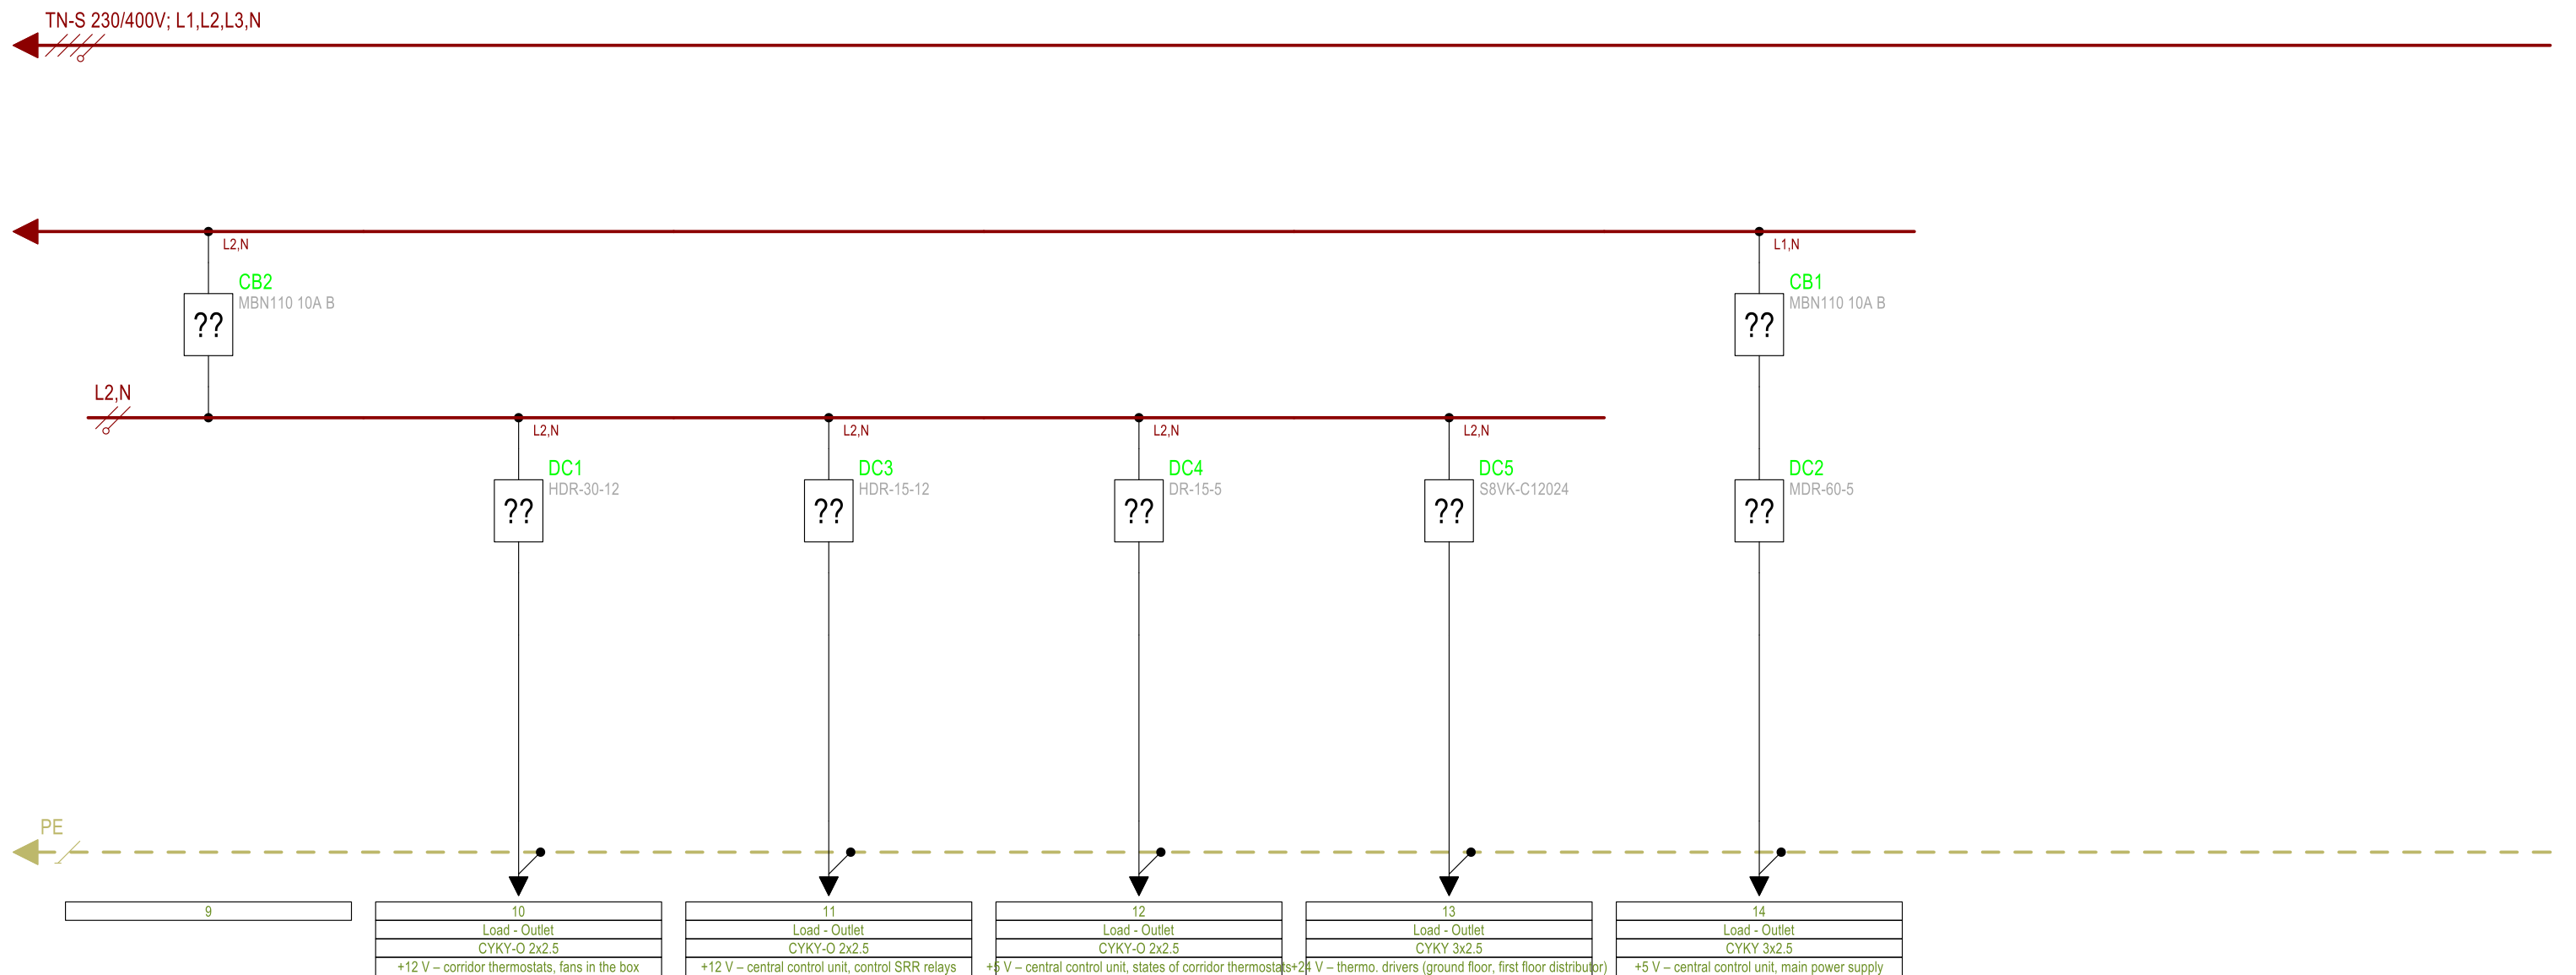 TN-S 230/400V; L1,L2,L3,N
L2,N
L1,N
CB2
MBN110 10A B
??
CB1
MBN110 10A B
??
L2,N
L2,N
L2,N
L2,N
L2,N
DC1
HDR-30-12
??
DC3
HDR-15-12
??
DC4
DR-15-5
??
DC5
S8VK-C12024
??
DC2
MDR-60-5
??
PE
9
10
Load - Outlet
CYKY-O 2x2.5
+12 V – corridor thermostats, fans in the box
11
Load - Outlet
CYKY-O 2x2.5
+12 V – central control unit, control SRR relays
12
Load - Outlet
CYKY-O 2x2.5
+5 V – central control unit, states of corridor thermostats
13
Load - Outlet
CYKY 3x2.5
+24 V – thermo. drivers (ground floor, first floor distributor)
14
Load - Outlet
CYKY 3x2.5
+5 V – central control unit, main power supply